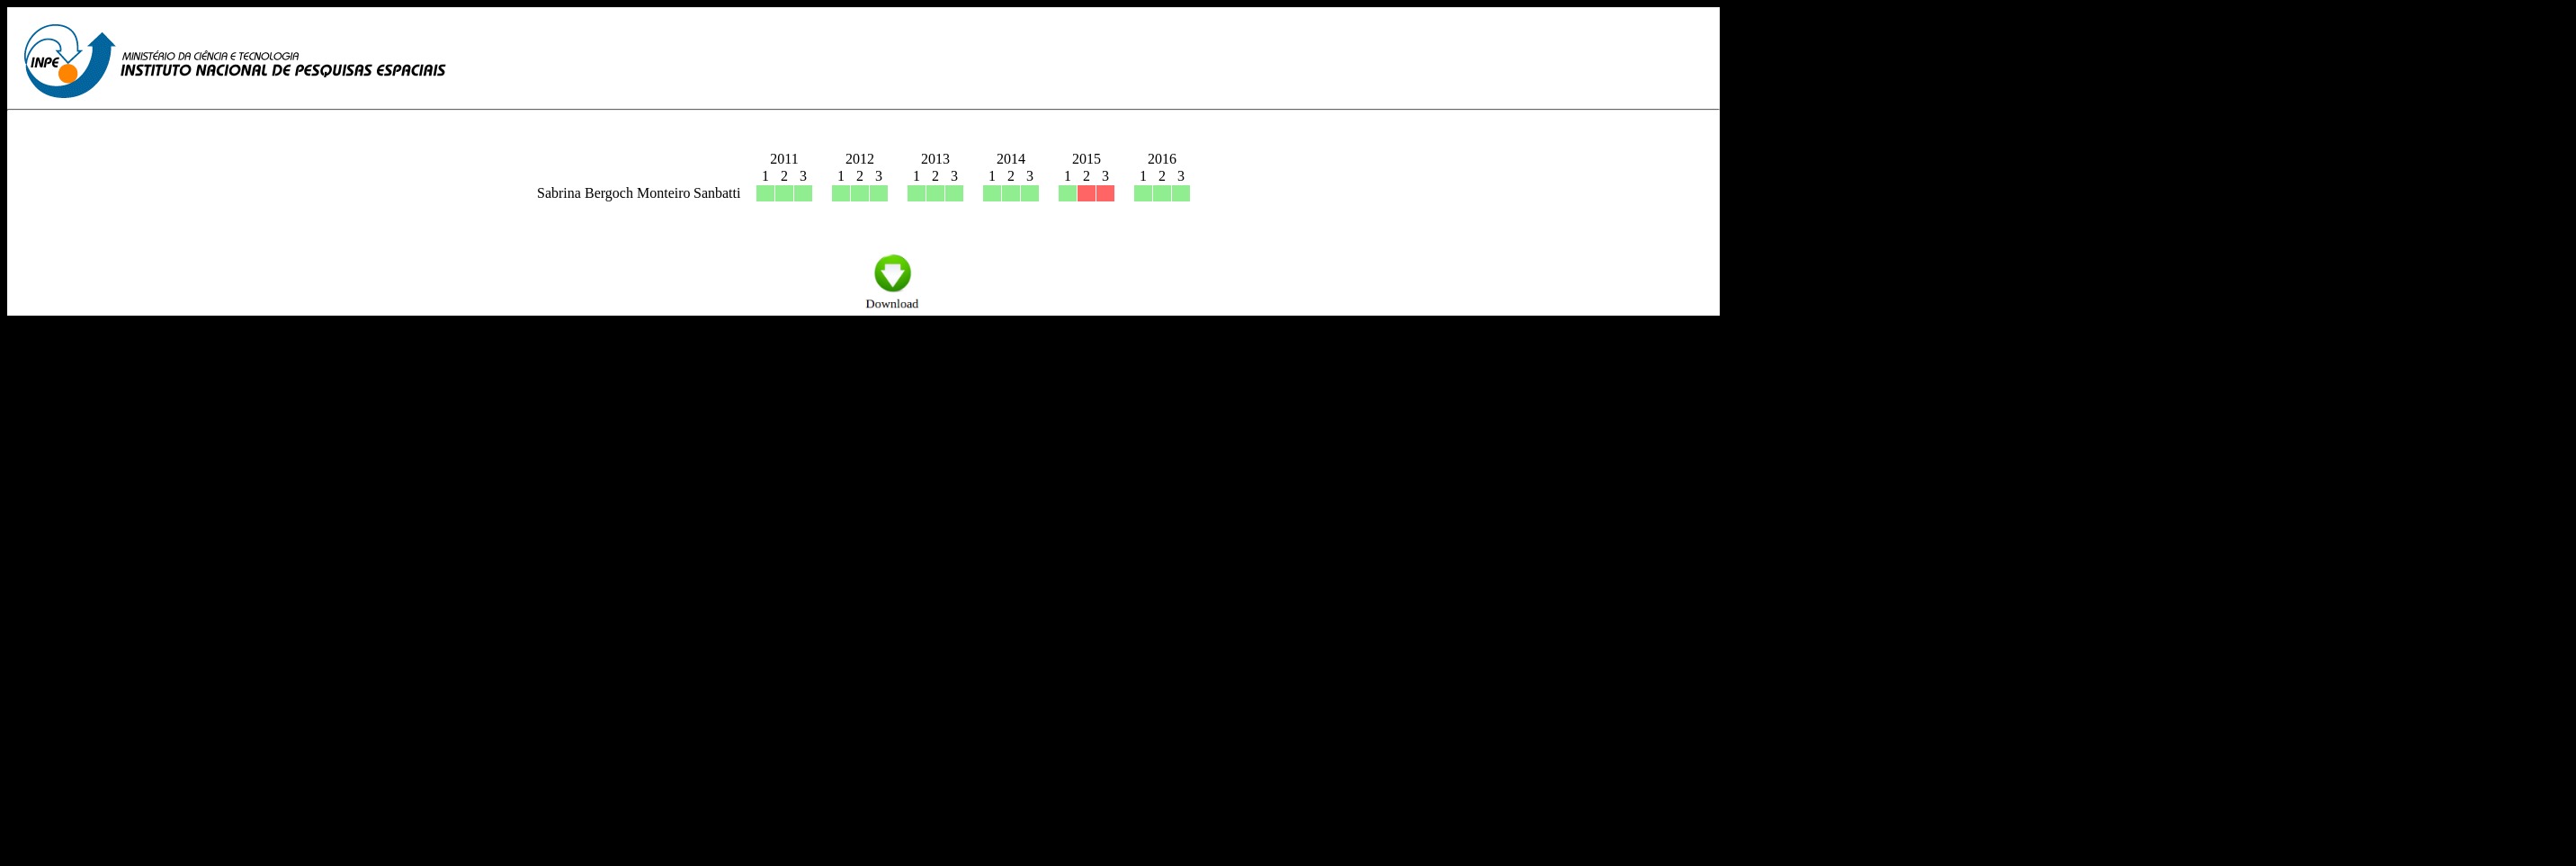 INPE
MINISTÉRIO DA CIÊNCIA E TECNOLOGIA
INSTITUTO NACIONAL DE PESQUISAS ESPACIAIS
2011 2012 2013 2014 2015 2016
1 2 3 1 2 3 1 2 3 1 2 3 1 2 3 1 2 3
Sabrina Bergoch Monteiro Sanbatti
Download